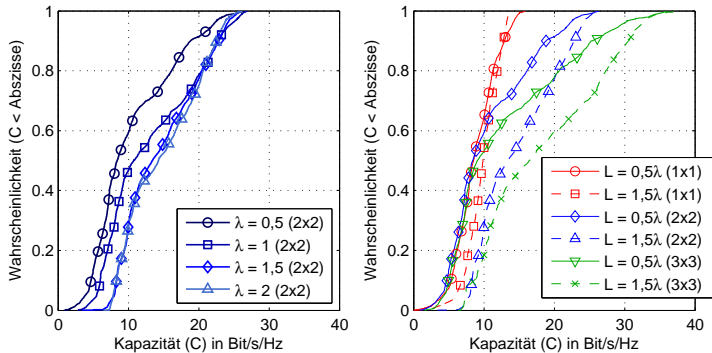 Wahrscheinlichkeit (C < Abszisse)
1
0.8
0.6
0.4
0.2
0
0 10 20 30 40
Kapazität (C) in Bit/s/Hz
λ = 0,5 (2x2)
λ = 1 (2x2)
λ = 1,5 (2x2)
λ = 2 (2x2)
Wahrscheinlichkeit (C < Abszisse)
1
0.8
0.6
0.4
0.2
0
0 10 20 30 40
Kapazität (C) in Bit/s/Hz
L = 0,5λ (1x1)
L = 1,5λ (1x1)
L = 0,5λ (2x2)
L = 1,5λ (2x2)
L = 0,5λ (3x3)
L = 1,5λ (3x3)